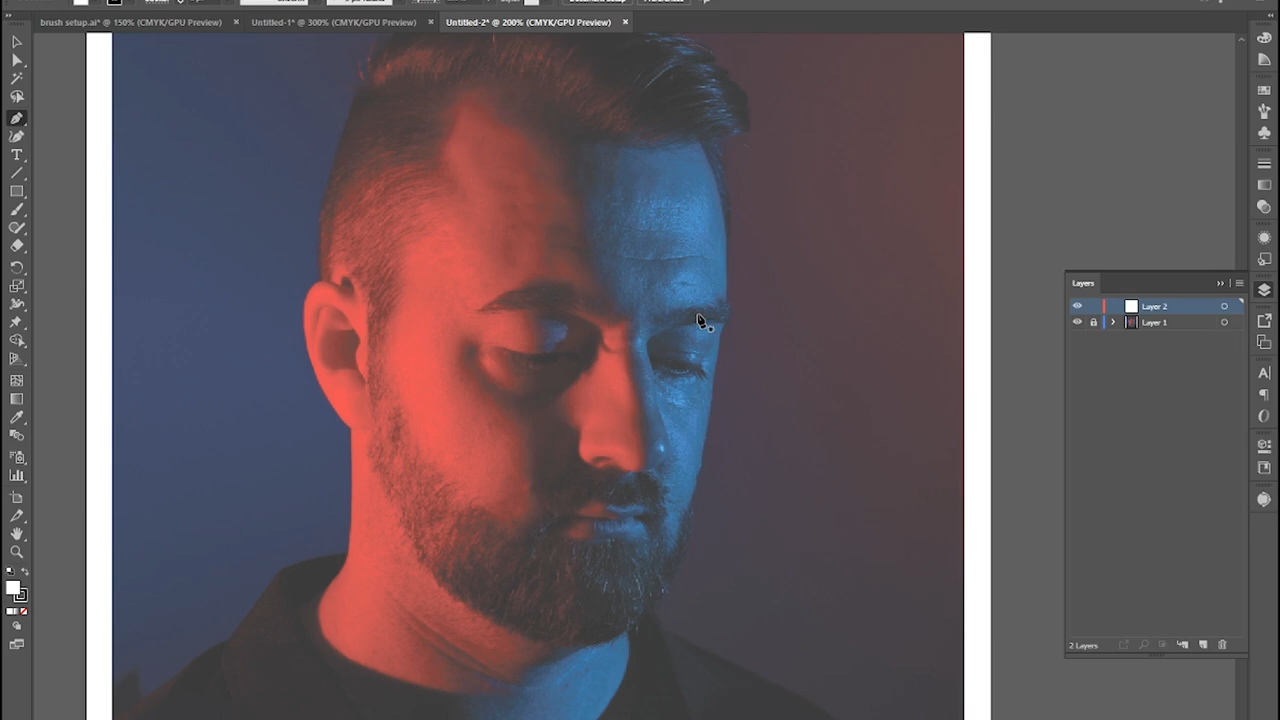 brush setup.ai* @ 150% (CMYK/GPU Preview)
Untitled-1* @ 300% (CMYK/GPU Preview)
Untitled-2* @ 200% (CMYK/GPU Preview)
Layers
Layer 2
Layer 1
2 Layers